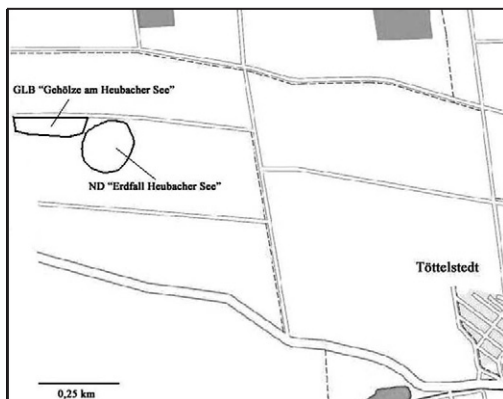 GLB "Gehölze am Heubacher See"
ND "Erdfall Heubacher See"
Töttelstedt
0,25 km